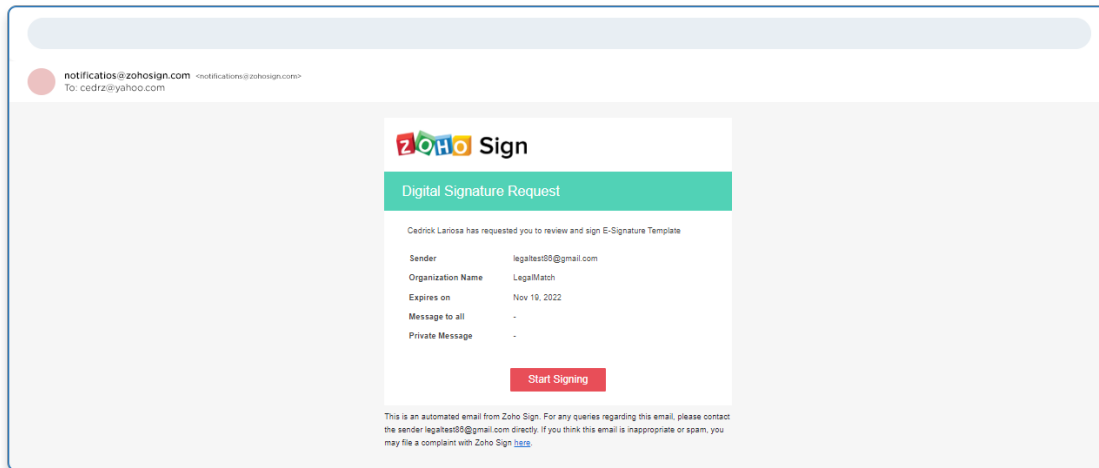 notificatios@zohosign.com <notifications@zohosign.com>
To: cedrz@yahoo.com
ZOHO Sign
Digital Signature Request
Cedrick Lariosa has requested you to review and sign E-Signature Template
Sender legaltest86@gmail.com
Organization Name LegalMatch
Expires on Nov 19, 2022
Message to all -
Private Message -
Start Signing
This is an automated email from Zoho Sign. For any queries regarding this email, please contact
the sender legaltest86@gmail.com directly. If you think this email is inappropriate or spam, you
may file a complaint with Zoho Sign here.